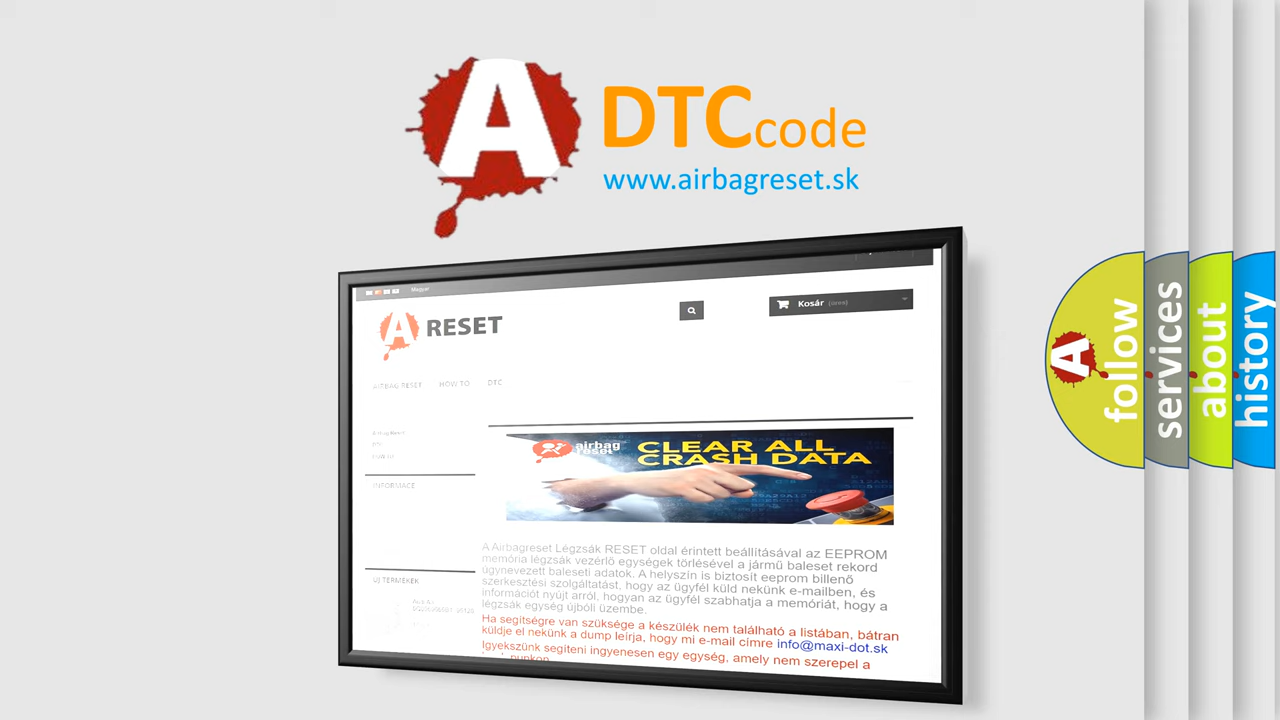 A
DTCcode
www.airbagreset.sk
Magyar
Kosár (üres)
A RESET
AIRBAG RESET HOW TO DTC
INFORMACE
airbag
reset
CLEAR ALL
CRASH DATA
A Airbagreset Légzsák RESET oldal érintett beállításával az EEPROM
memória légzsák vezérlő egységek törlésével a jármű baleset rekord
úgynevezett baleseti adatok. A helyszín is biztosít eeprom billenő
szerkesztési szolgáltatást, hogy az ügyfél küld nekünk e-mailben, és
információt nyújt arról, hogyan az ügyfél szabhatja a memóriát, hogy a
légzsák egység újbóli üzembe.
Ha segítségre van szüksége a készülék nem található a listában, bátran
küldje el nekünk a dump leírja, hogy mi e-mail címre info@maxi-dot.sk
Igyekszünk segíteni ingyenesen egy egység, amely nem szerepel a
ÚJ TERMÉKEK
A
follow
services
about
history